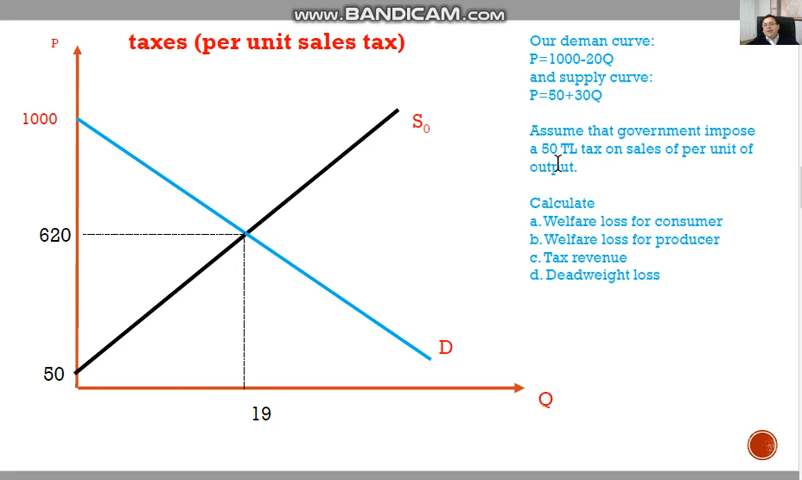 www.BANDICAM.com
P
taxes (per unit sales tax)
1000
S0
620
50
D
Q
19
Our deman curve:
P=1000-20Q
and supply curve:
P=50+30Q
Assume that government impose
a 50 TL tax on sales of per unit of
output.
Calculate
a. Welfare loss for consumer
b. Welfare loss for producer
c. Tax revenue
d. Deadweight loss